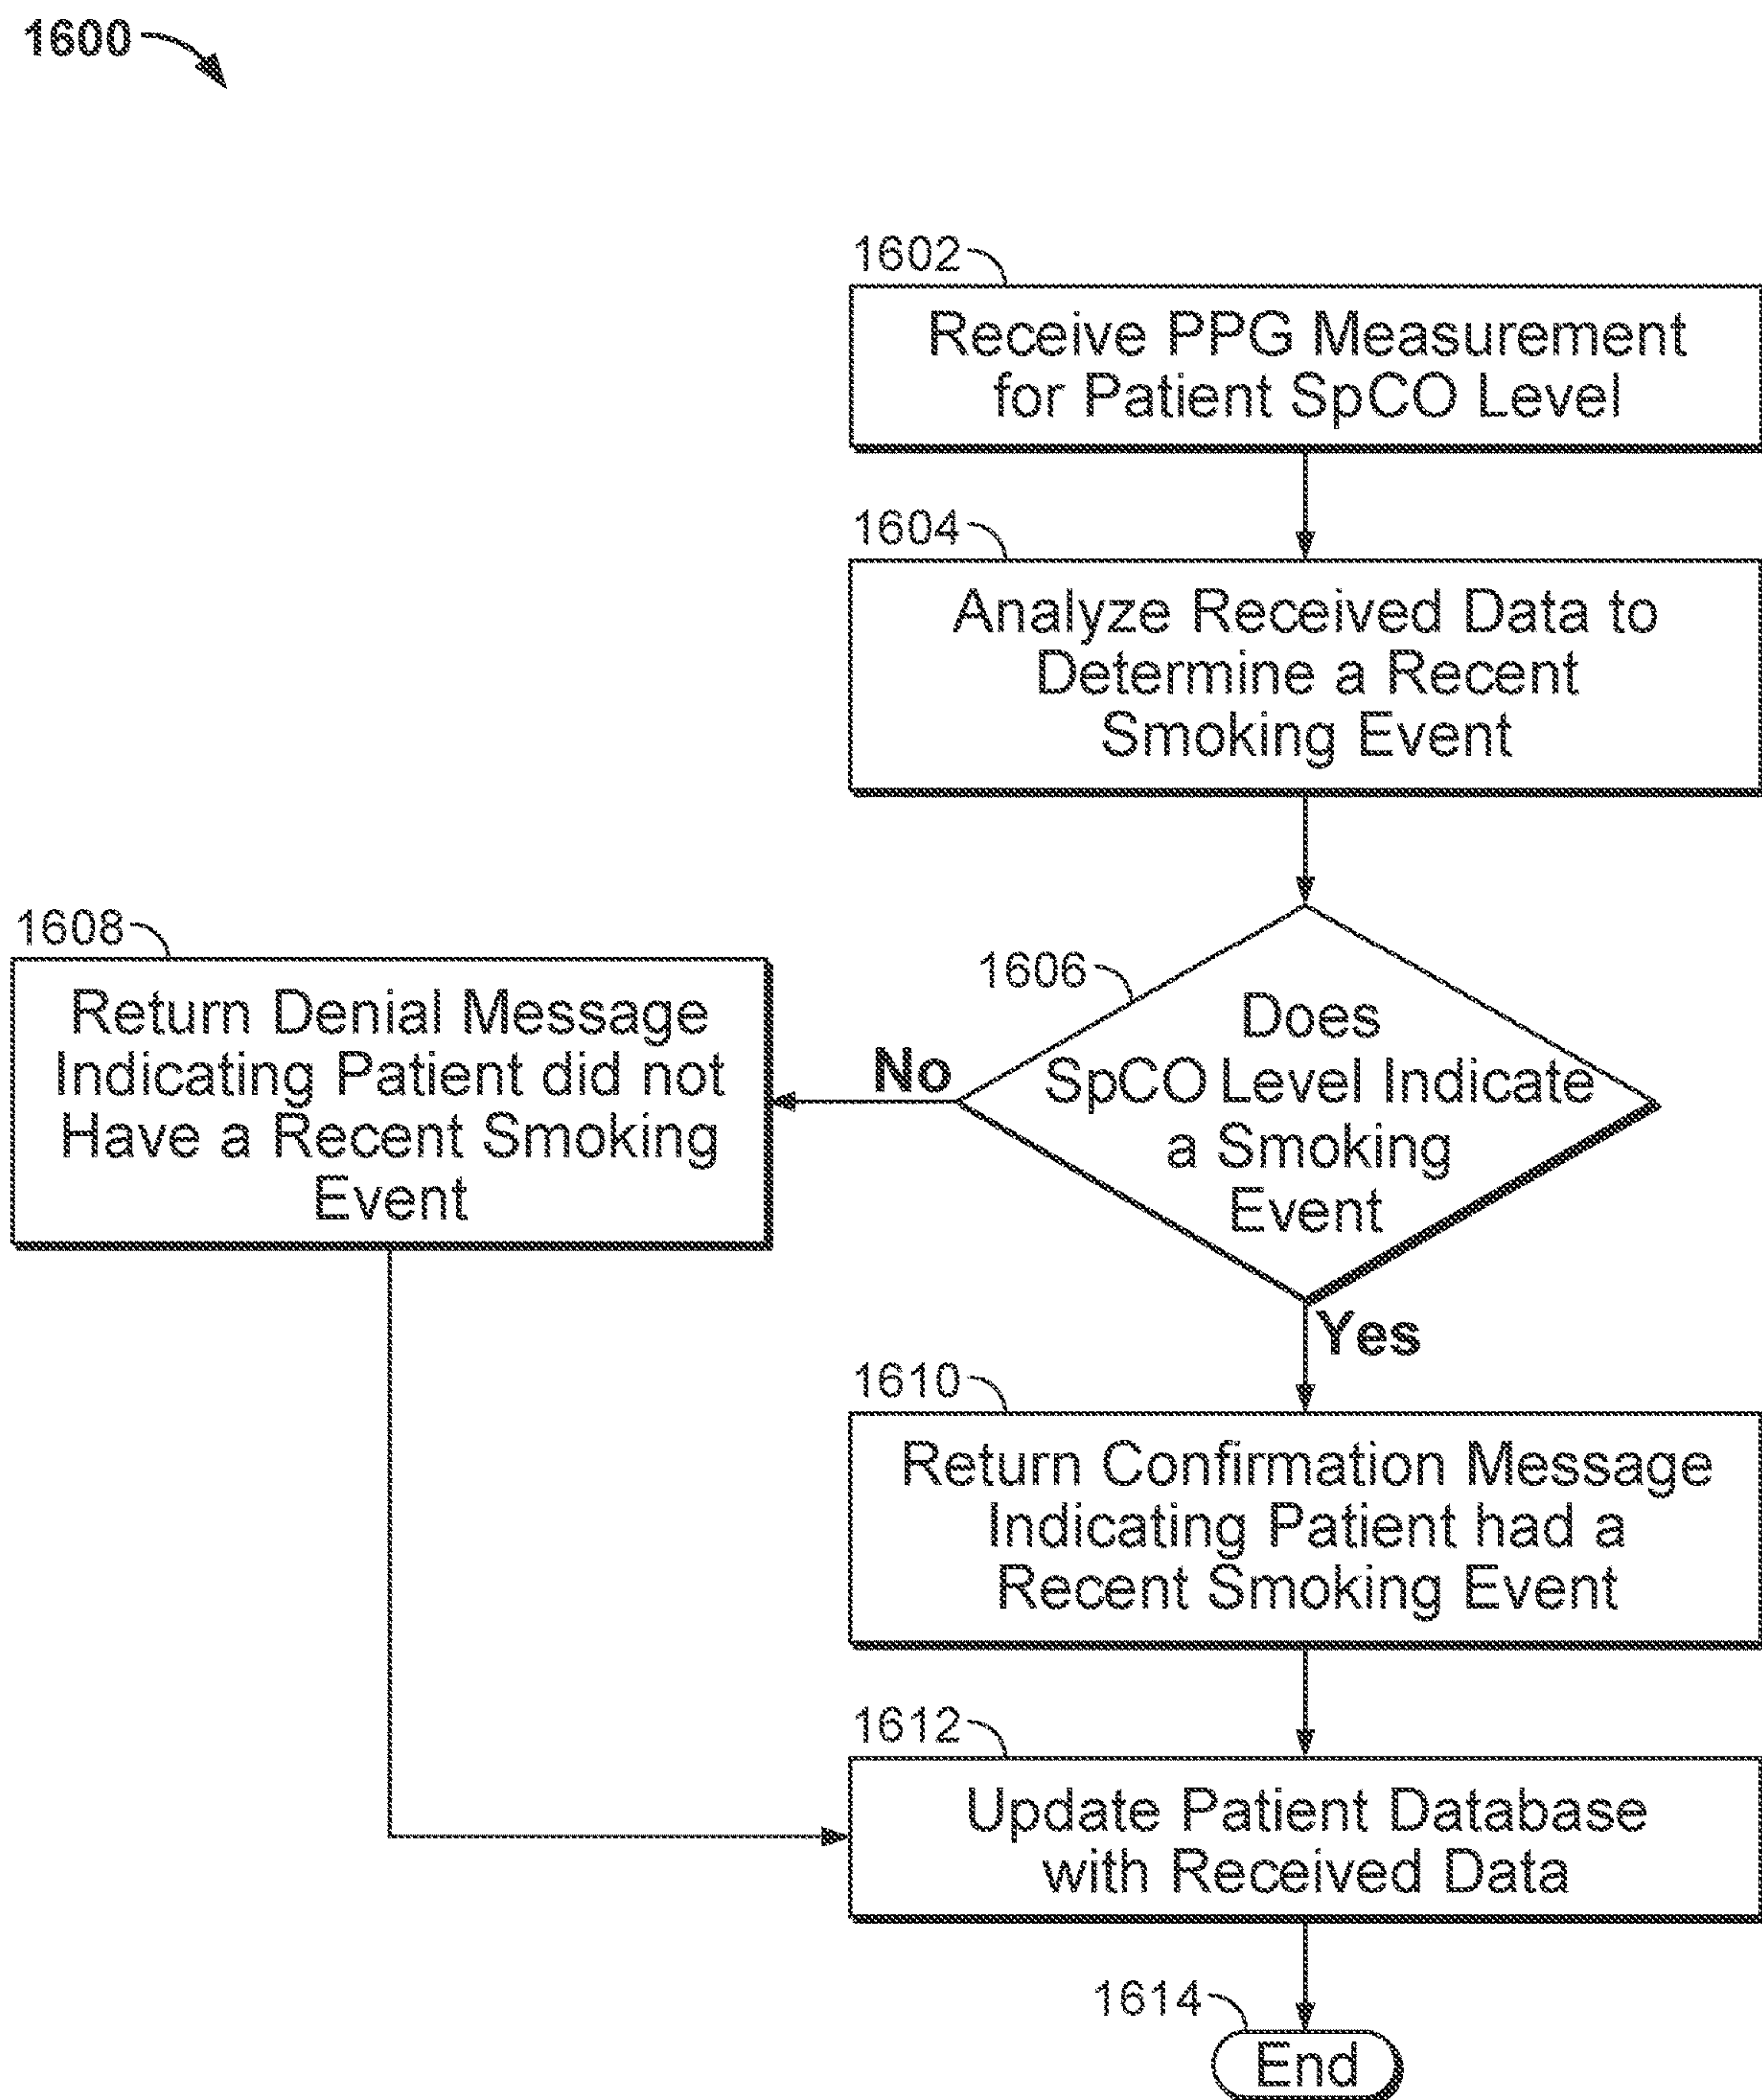 1600
1602
Receive PPG Measurement
for Patient SpCO Level
1604
Analyze Received Data to
Determine a Recent
Smoking Event
1606
Does
SpCO Level Indicate
a Smoking
Event
No
1608
Return Denial Message
Indicating Patient did not
Have a Recent Smoking
Event
Yes
1610
Return Confirmation Message
Indicating Patient had a
Recent Smoking Event
1612
Update Patient Database
with Received Data
1614
End